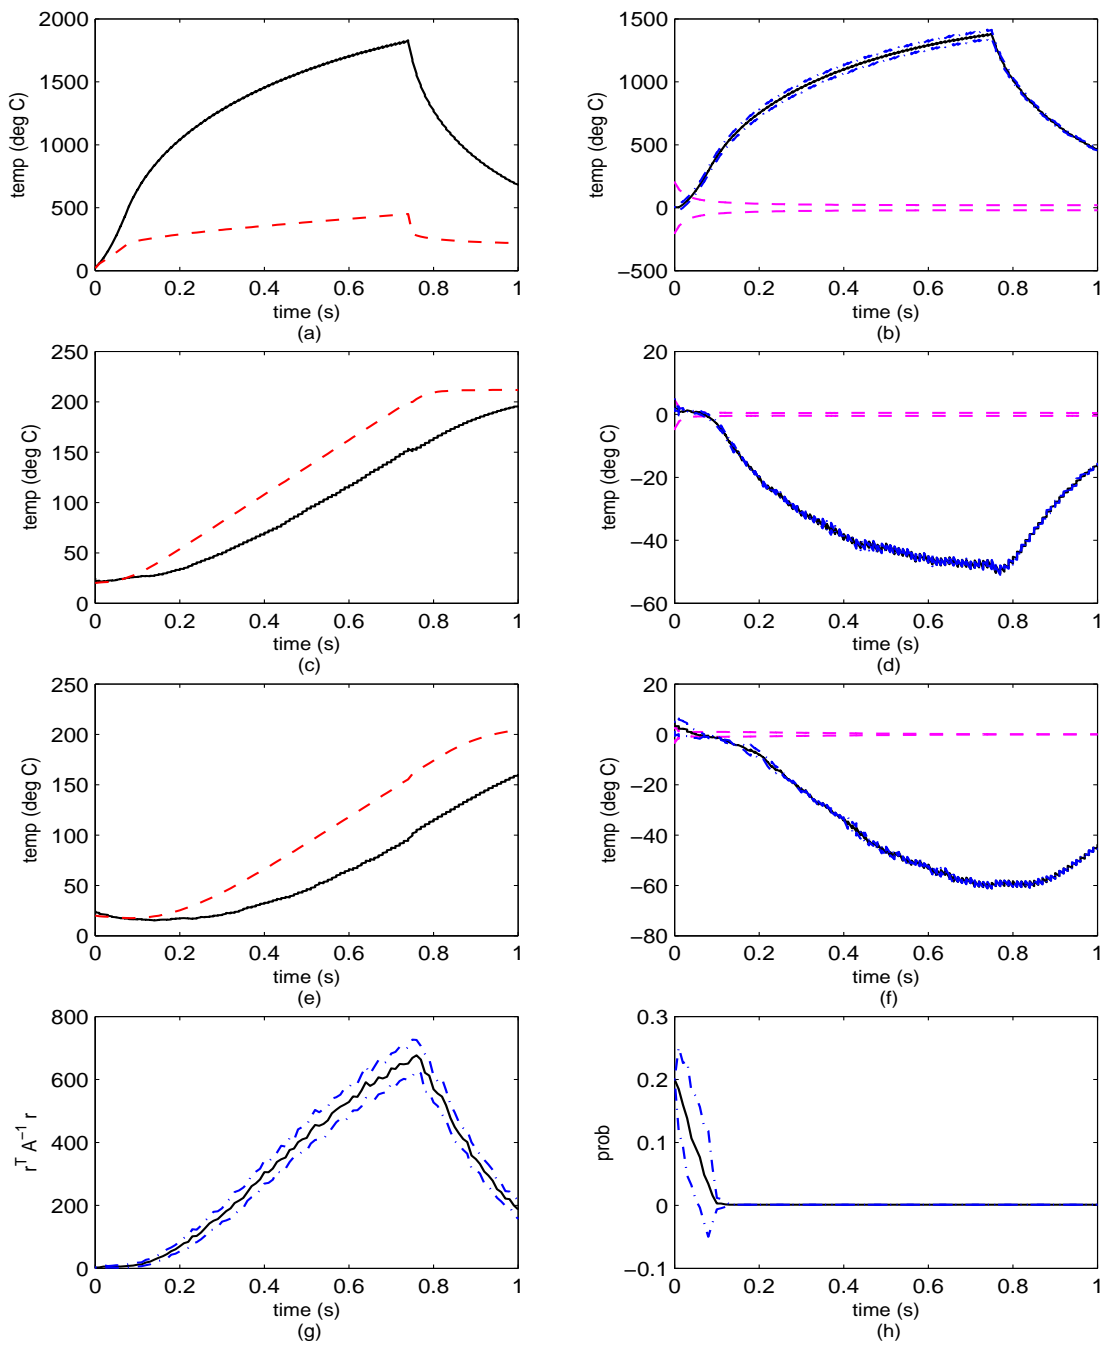 2000
1500
1000
500
0
temp (deg C)
0 0.2 0.4 0.6 0.8 1
time (s)
(a)
1500
1000
500
0
−500
temp (deg C)
0 0.2 0.4 0.6 0.8 1
time (s)
(b)
250
200
150
100
50
0
temp (deg C)
0 0.2 0.4 0.6 0.8 1
time (s)
(c)
20
0
−20
−40
−60
temp (deg C)
0 0.2 0.4 0.6 0.8 1
time (s)
(d)
250
200
150
100
50
0
temp (deg C)
0 0.2 0.4 0.6 0.8 1
time (s)
(e)
20
0
−20
−40
−60
−80
temp (deg C)
0 0.2 0.4 0.6 0.8 1
time (s)
(f)
800
600
400
200
0
r^T A^−1 r
0 0.2 0.4 0.6 0.8 1
time (s)
(g)
0.3
0.2
0.1
0
−0.1
prob
0 0.2 0.4 0.6 0.8 1
time (s)
(h)